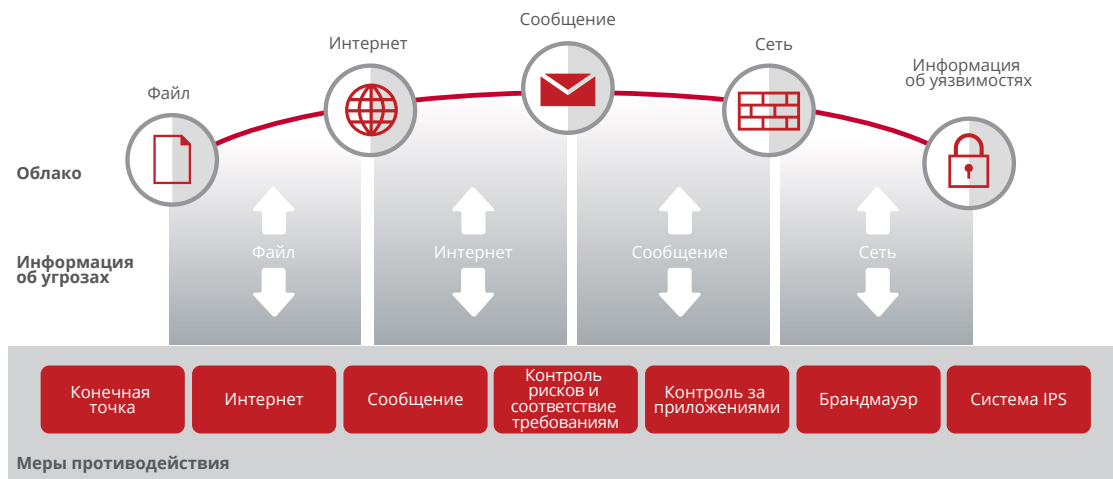 Сообщение
Интернет
Сеть
Информация
об уязвимостях
Файл
Облако
Информация
об угрозах
Файл
Интернет
Сообщение
Сеть
Конечная
точка
Интернет
Сообщение
Контроль
рисков и
соответствие
требованиям
Контроль за
приложениями
Брандмауэр
Система IPS
Меры противодействия